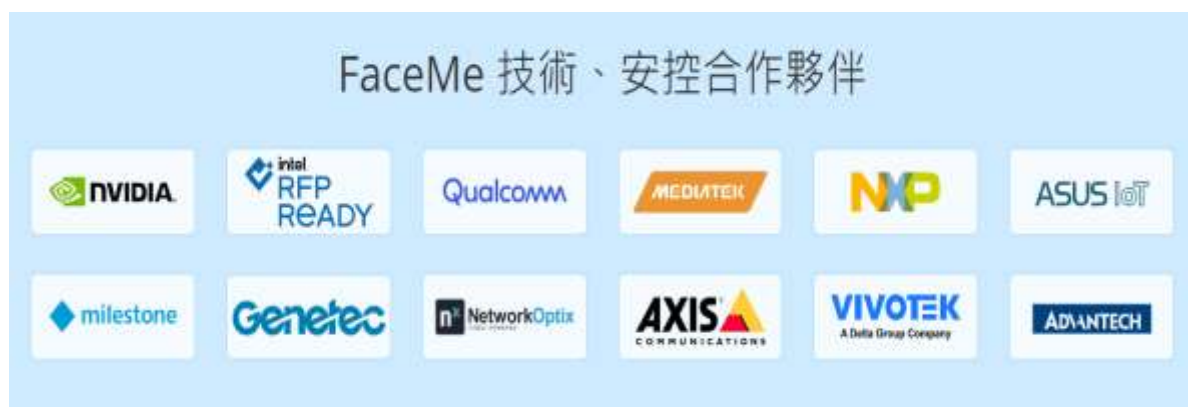 FaceMe 技術、安控合作夥伴
NVIDIA
intel
RFP
READY
Qualcomm
MEDIATEK
NXP
ASUS IoT
milestone
Genetec
nx NetworkOptix
AXIS
COMMUNICATIONS
VIVOTEK
A Delta Group Company
ADVANTECH